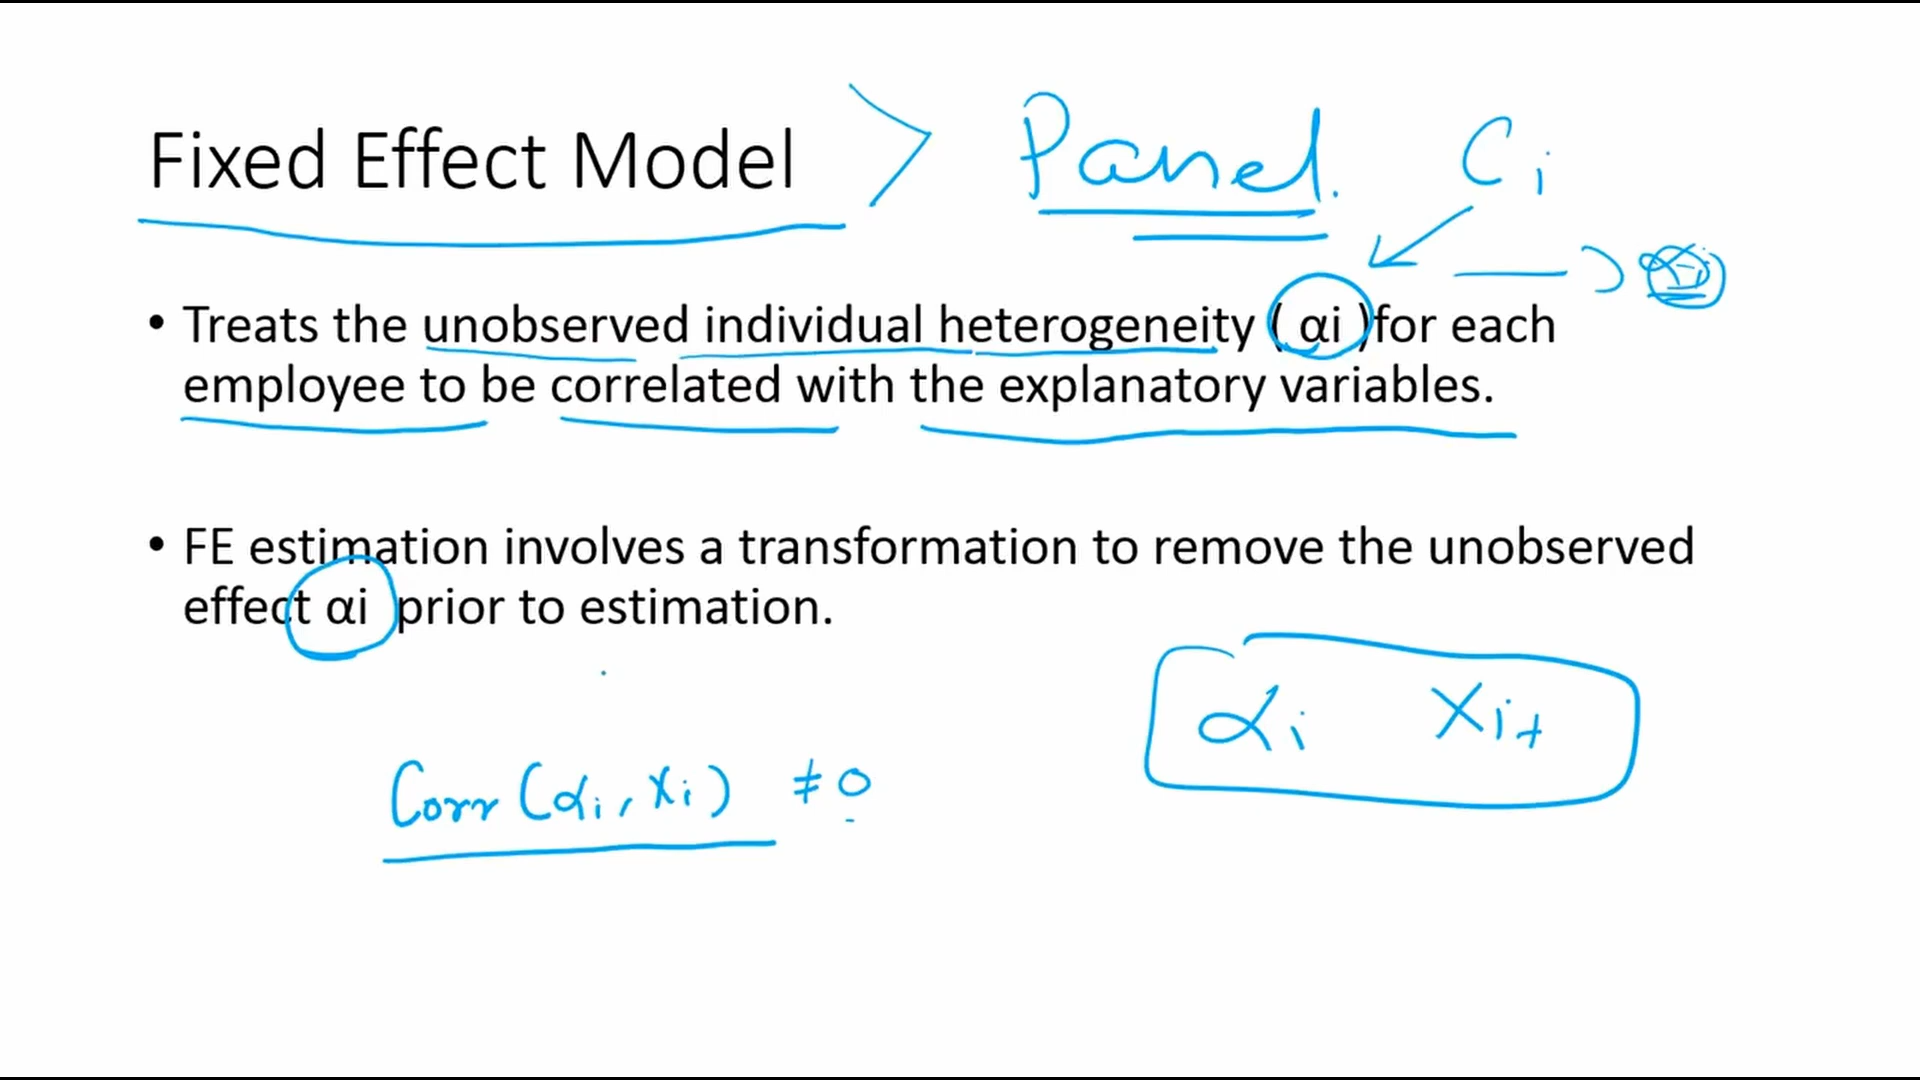 Fixed Effect Model > Panel. Ci
• Treats the unobserved individual heterogeneity ( αi )for each
employee to be correlated with the explanatory variables.
• FE estimation involves a transformation to remove the unobserved
effect αi prior to estimation.
αi Xit
Corr (αi, Xi) ≠ 0